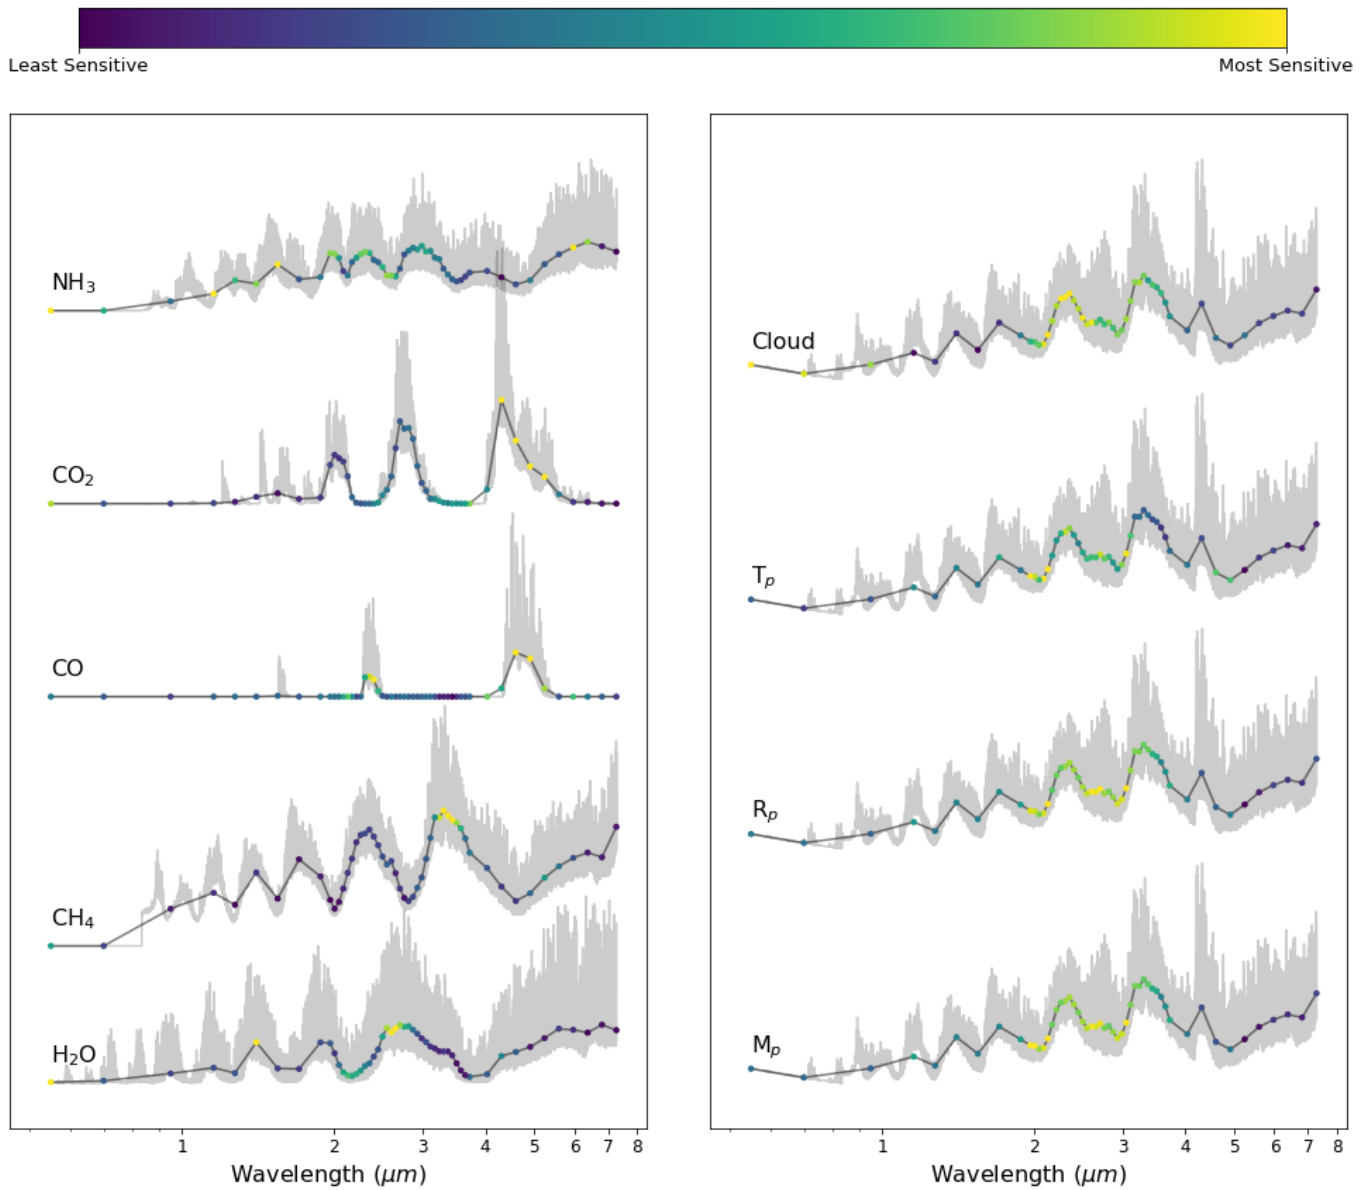 Least Sensitive
Most Sensitive
NH₃
CO₂
CO
CH₄
H₂O
1 2 3 4 5 6 7 8
Wavelength (μm)
Cloud
Tₚ
Rₚ
Mₚ
1 2 3 4 5 6 7 8
Wavelength (μm)